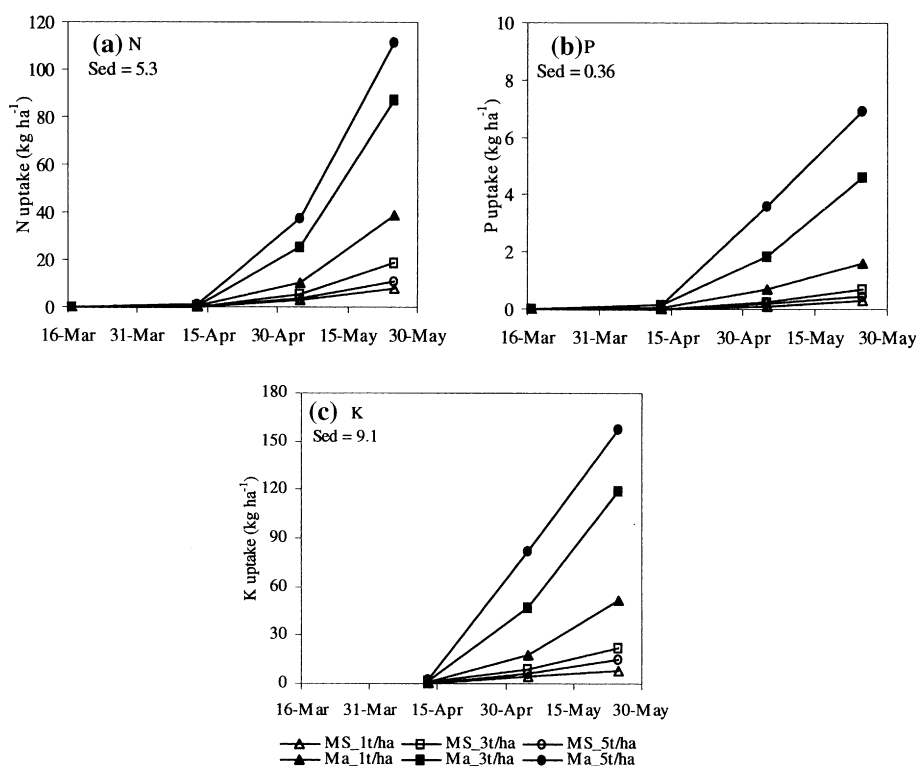 (a) N
Sed = 5.3
N uptake (kg ha⁻¹)
120
100
80
60
40
20
0
16-Mar 31-Mar 15-Apr 30-Apr 15-May 30-May
(b) P
Sed = 0.36
P uptake (kg ha⁻¹)
10
8
6
4
2
0
16-Mar 31-Mar 15-Apr 30-Apr 15-May 30-May
(c) K
Sed = 9.1
K uptake (kg ha⁻¹)
180
150
120
90
60
30
0
16-Mar 31-Mar 15-Apr 30-Apr 15-May 30-May
MS_1t/ha MS_3t/ha MS_5t/ha
Ma_1t/ha Ma_3t/ha Ma_5t/ha